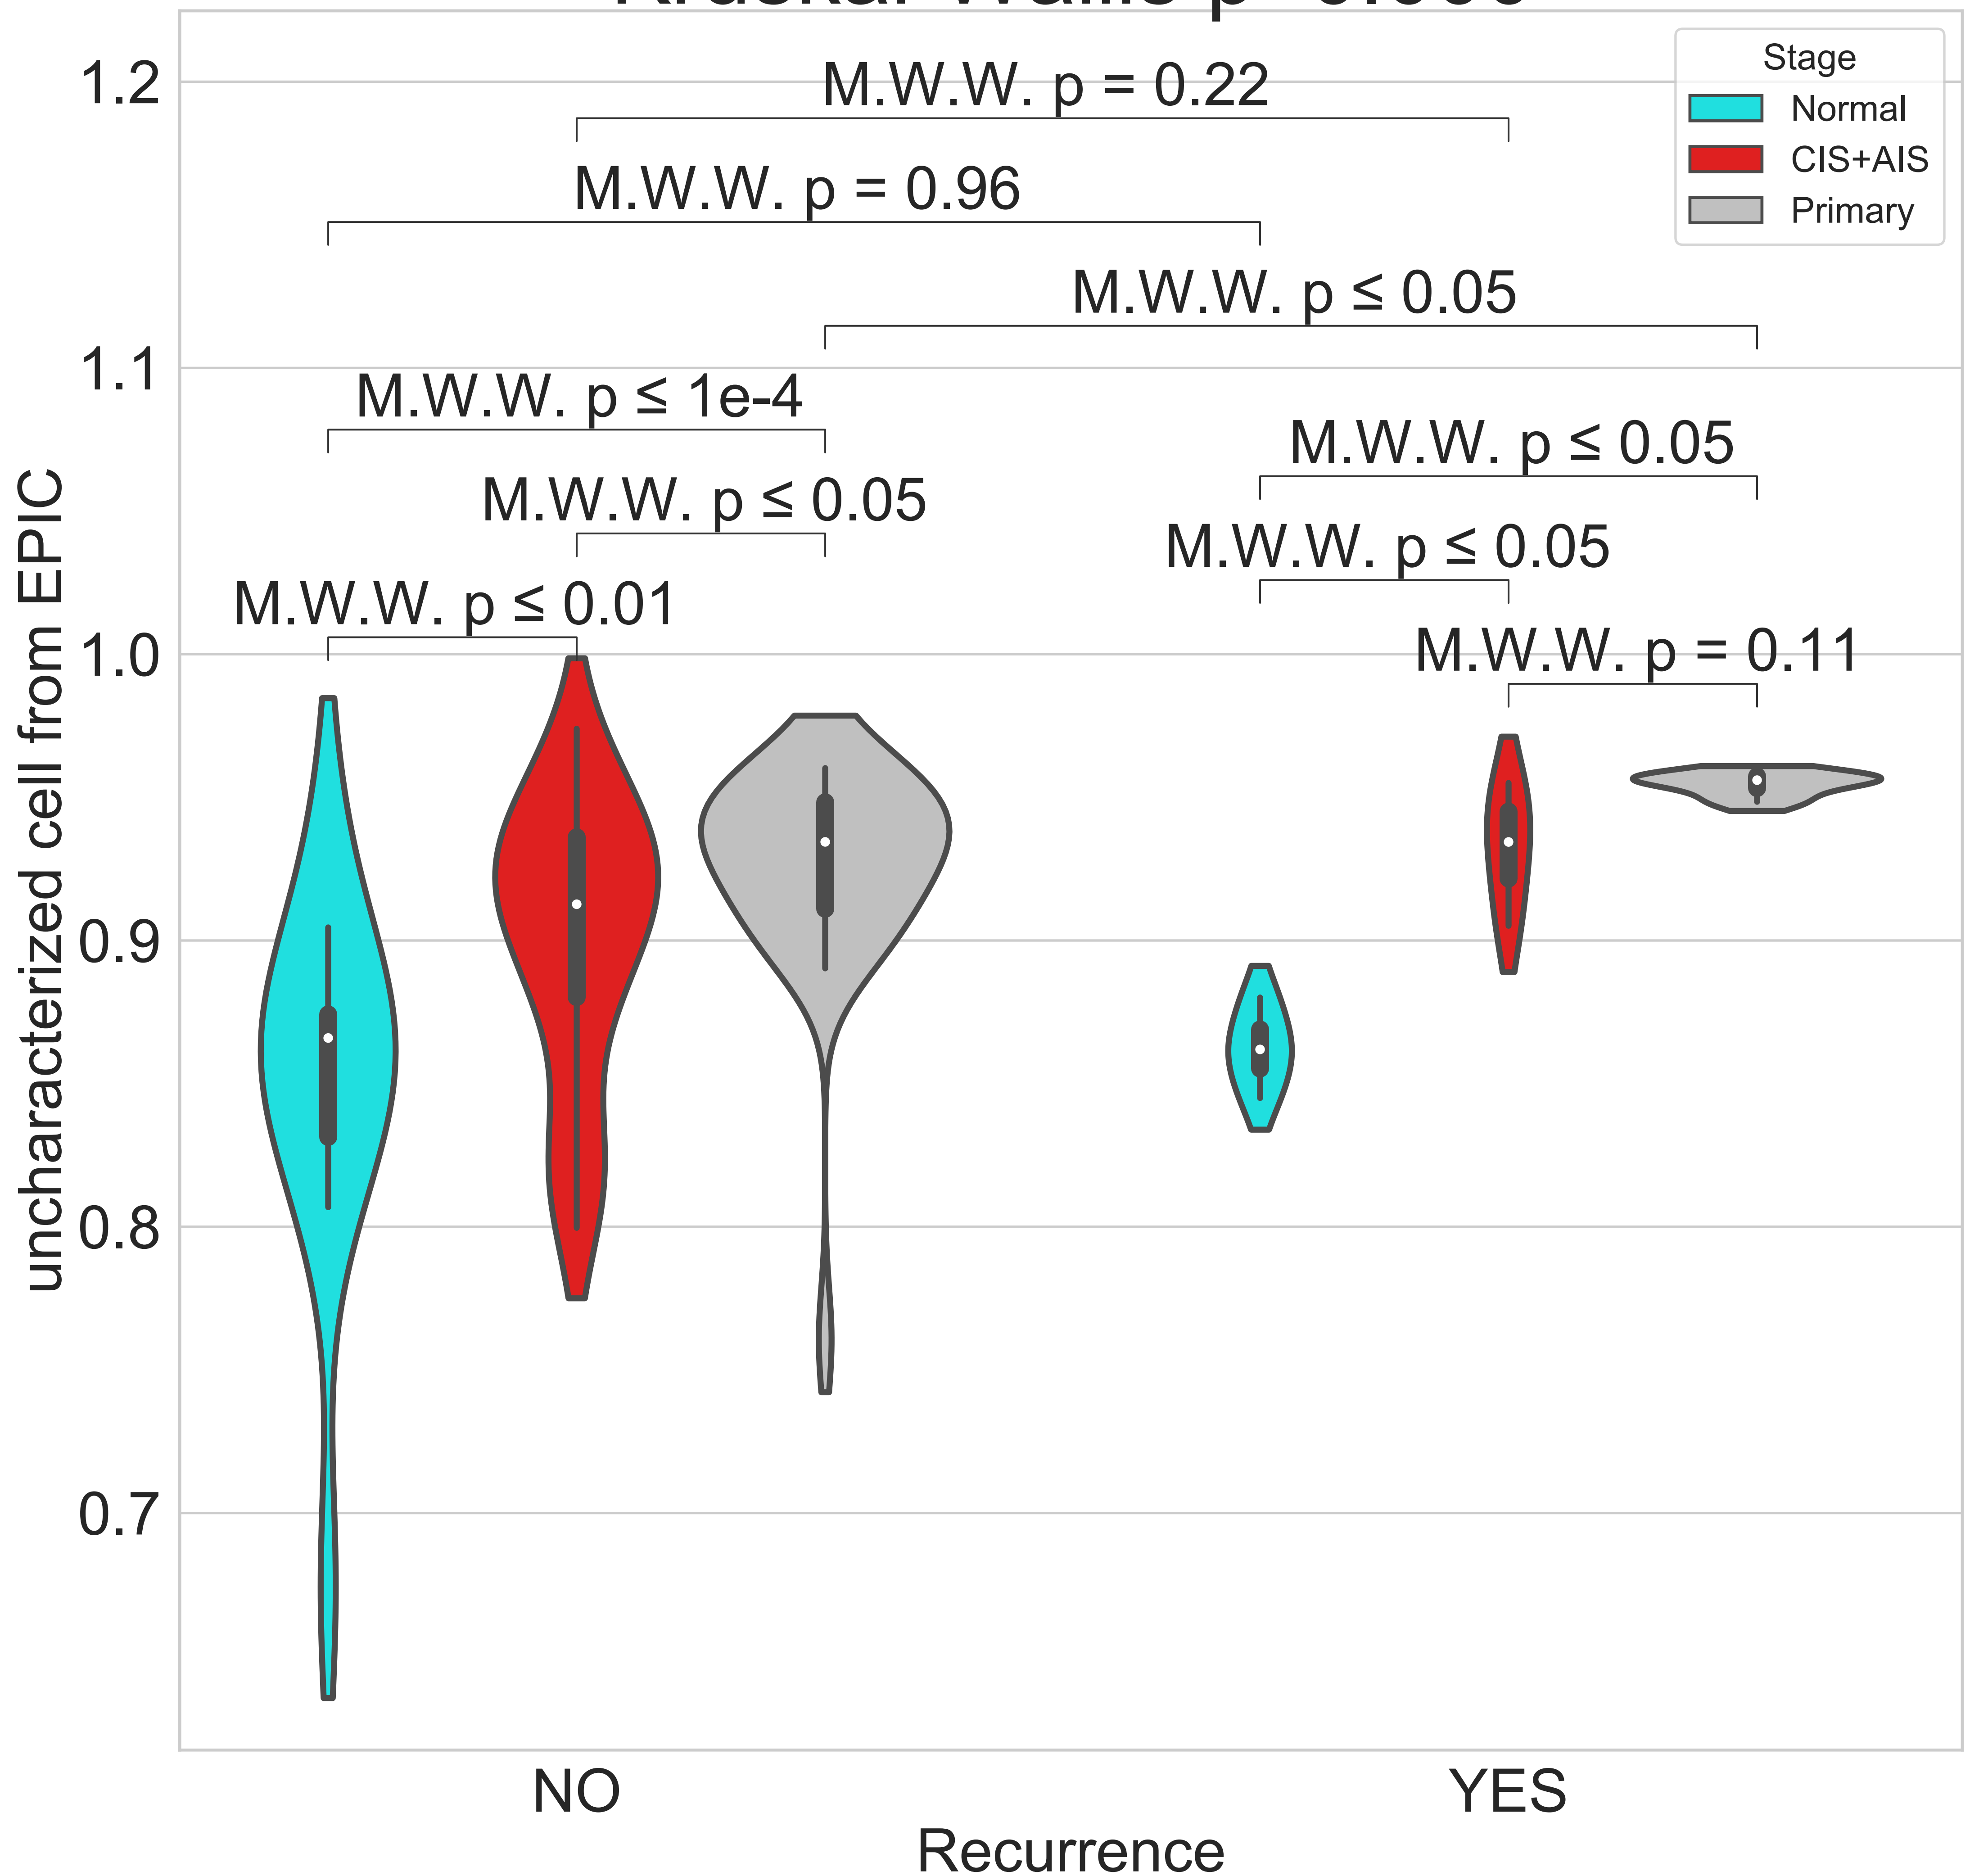 Stage
Normal
CIS+AIS
Primary
M.W.W. p = 0.22
M.W.W. p = 0.96
M.W.W. p ≤ 0.05
M.W.W. p ≤ 1e-4
M.W.W. p ≤ 0.05
M.W.W. p ≤ 0.05
M.W.W. p ≤ 0.05
M.W.W. p ≤ 0.01
M.W.W. p = 0.11
1.2
1.1
1.0
0.9
0.8
0.7
uncharacterized cell from EPIC
NO
YES
Recurrence